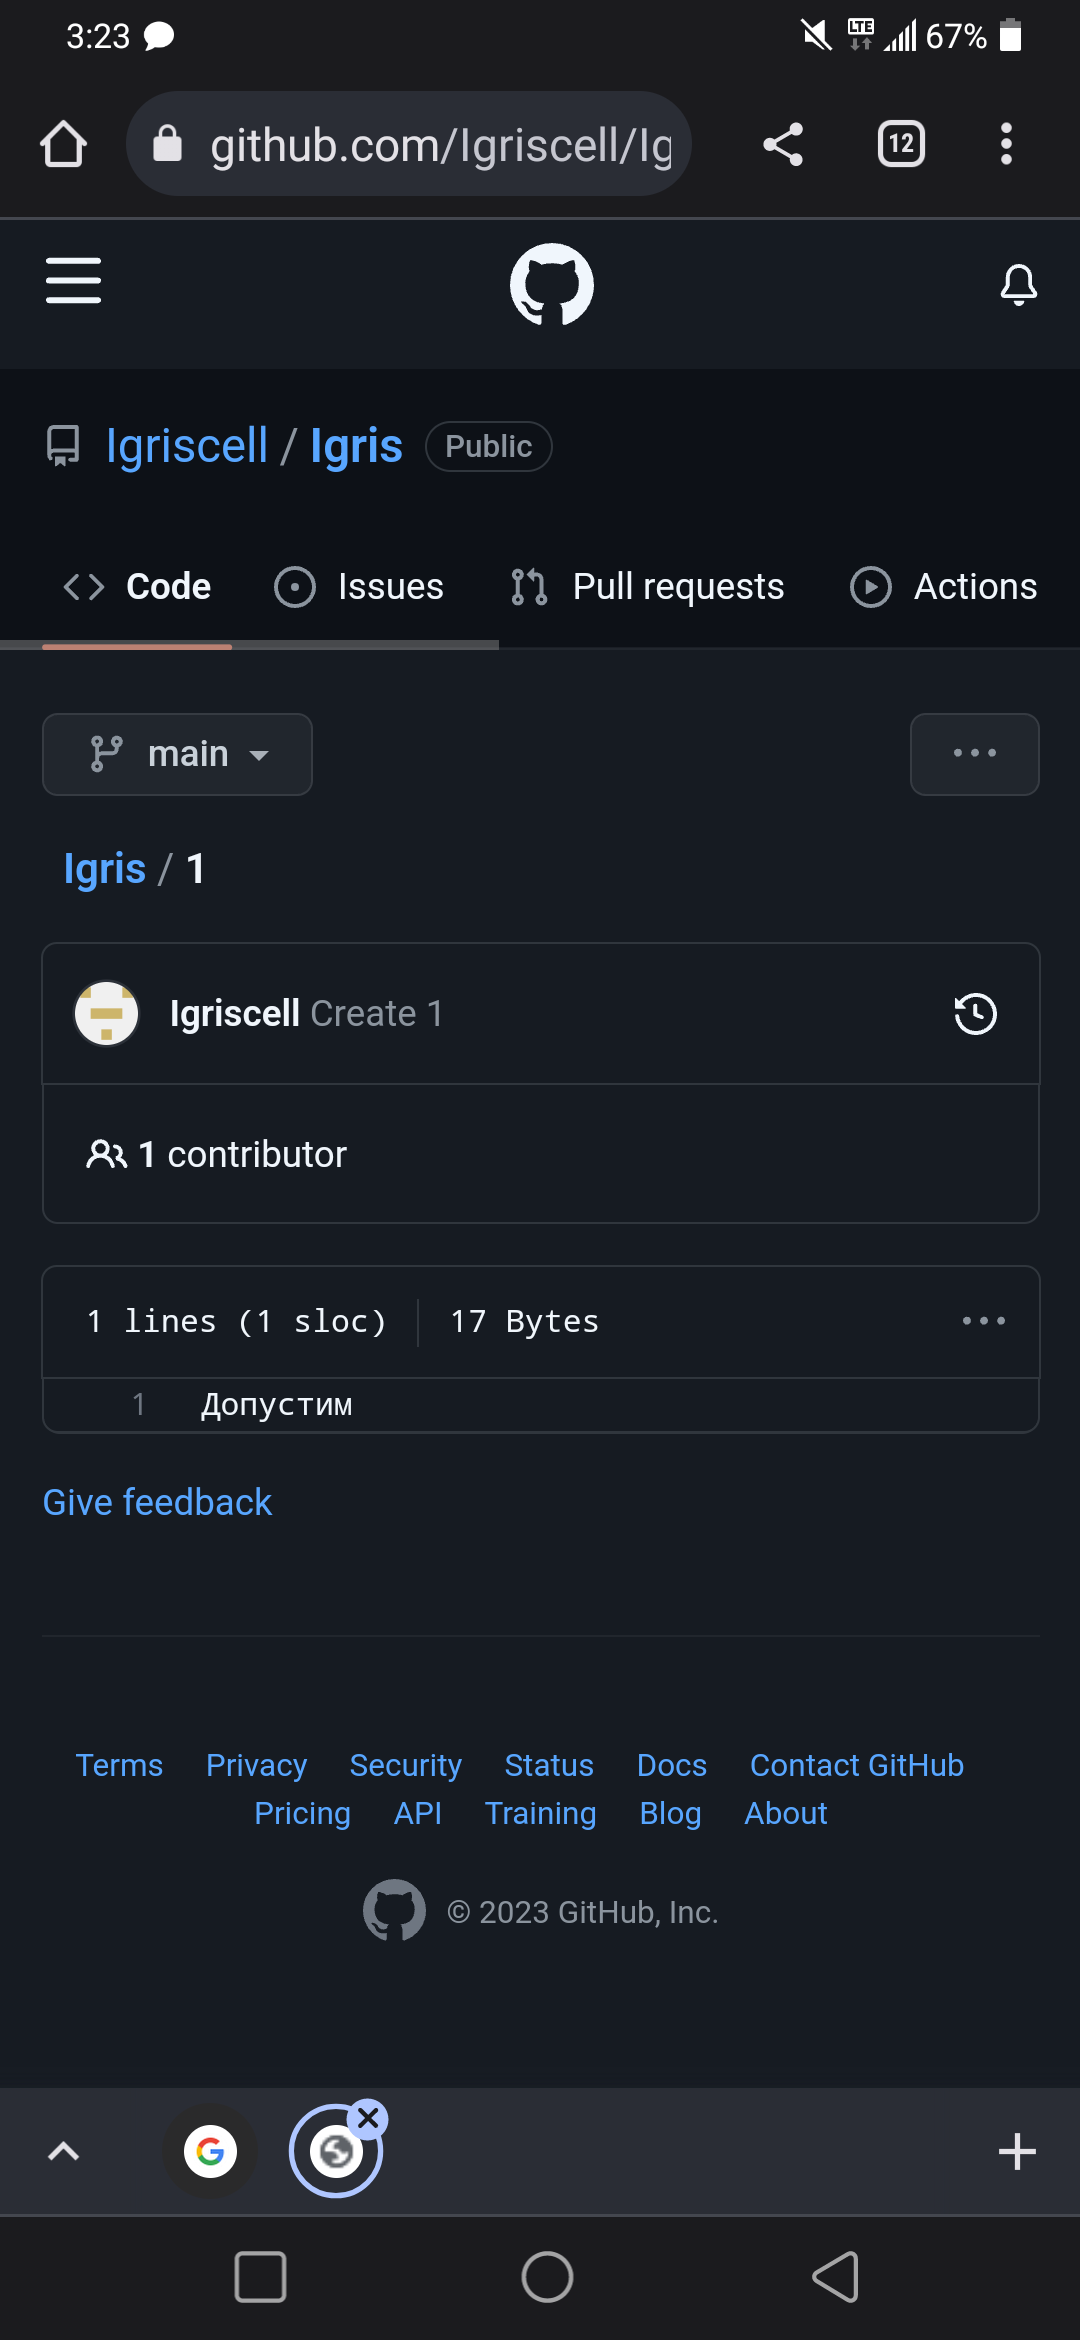 3:23 LTE 67%
github.com/Igriscell/Ig 12
Igriscell / Igris Public
Code Issues Pull requests Actions
main
Igris / 1
Igriscell Create 1
1 contributor
1 lines (1 sloc) 17 Bytes
1 Допустим
Give feedback
Terms Privacy Security Status Docs Contact GitHub
Pricing API Training Blog About
© 2023 GitHub, Inc.